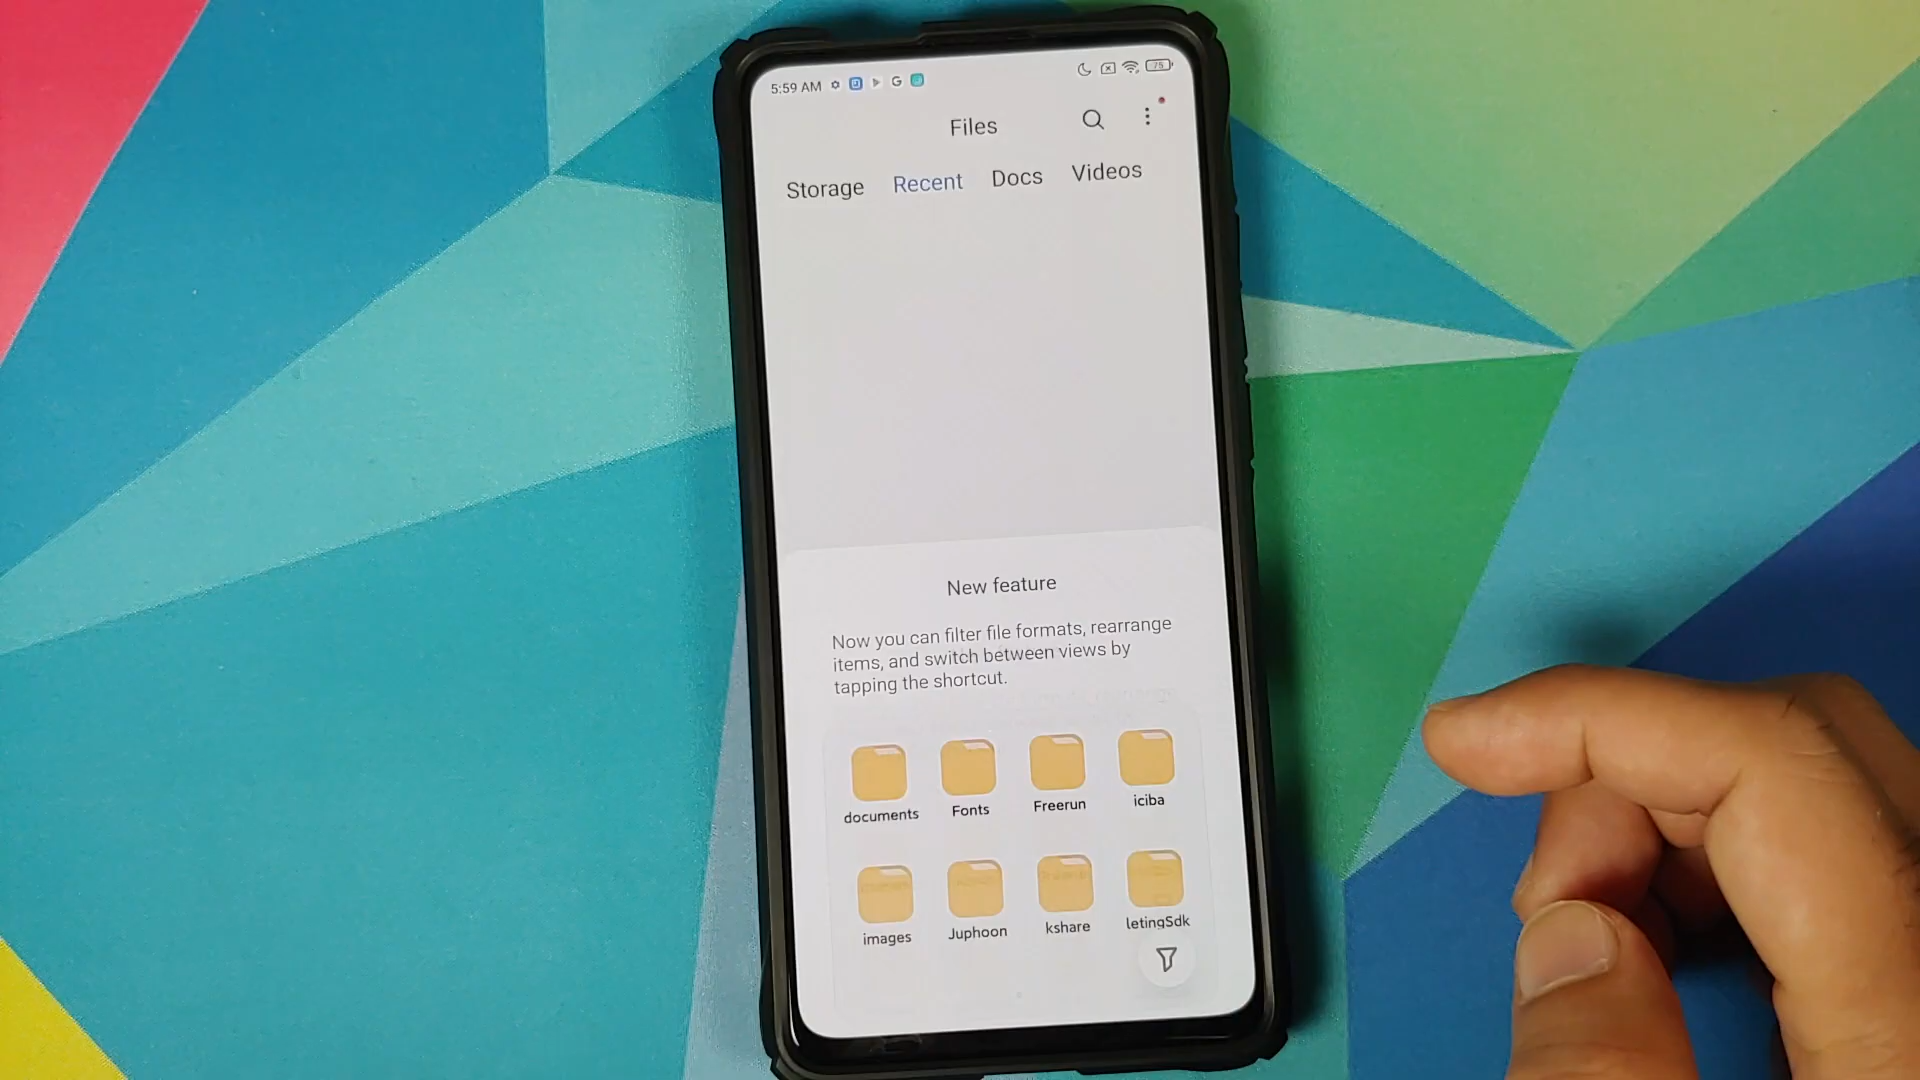 5:59 AM G 75
Files
Storage Recent Docs Videos
New feature
Now you can filter file formats, rearrange
items, and switch between views by
tapping the shortcut.
documents Fonts Freerun iciba
images Juphoon kshare letingSdk